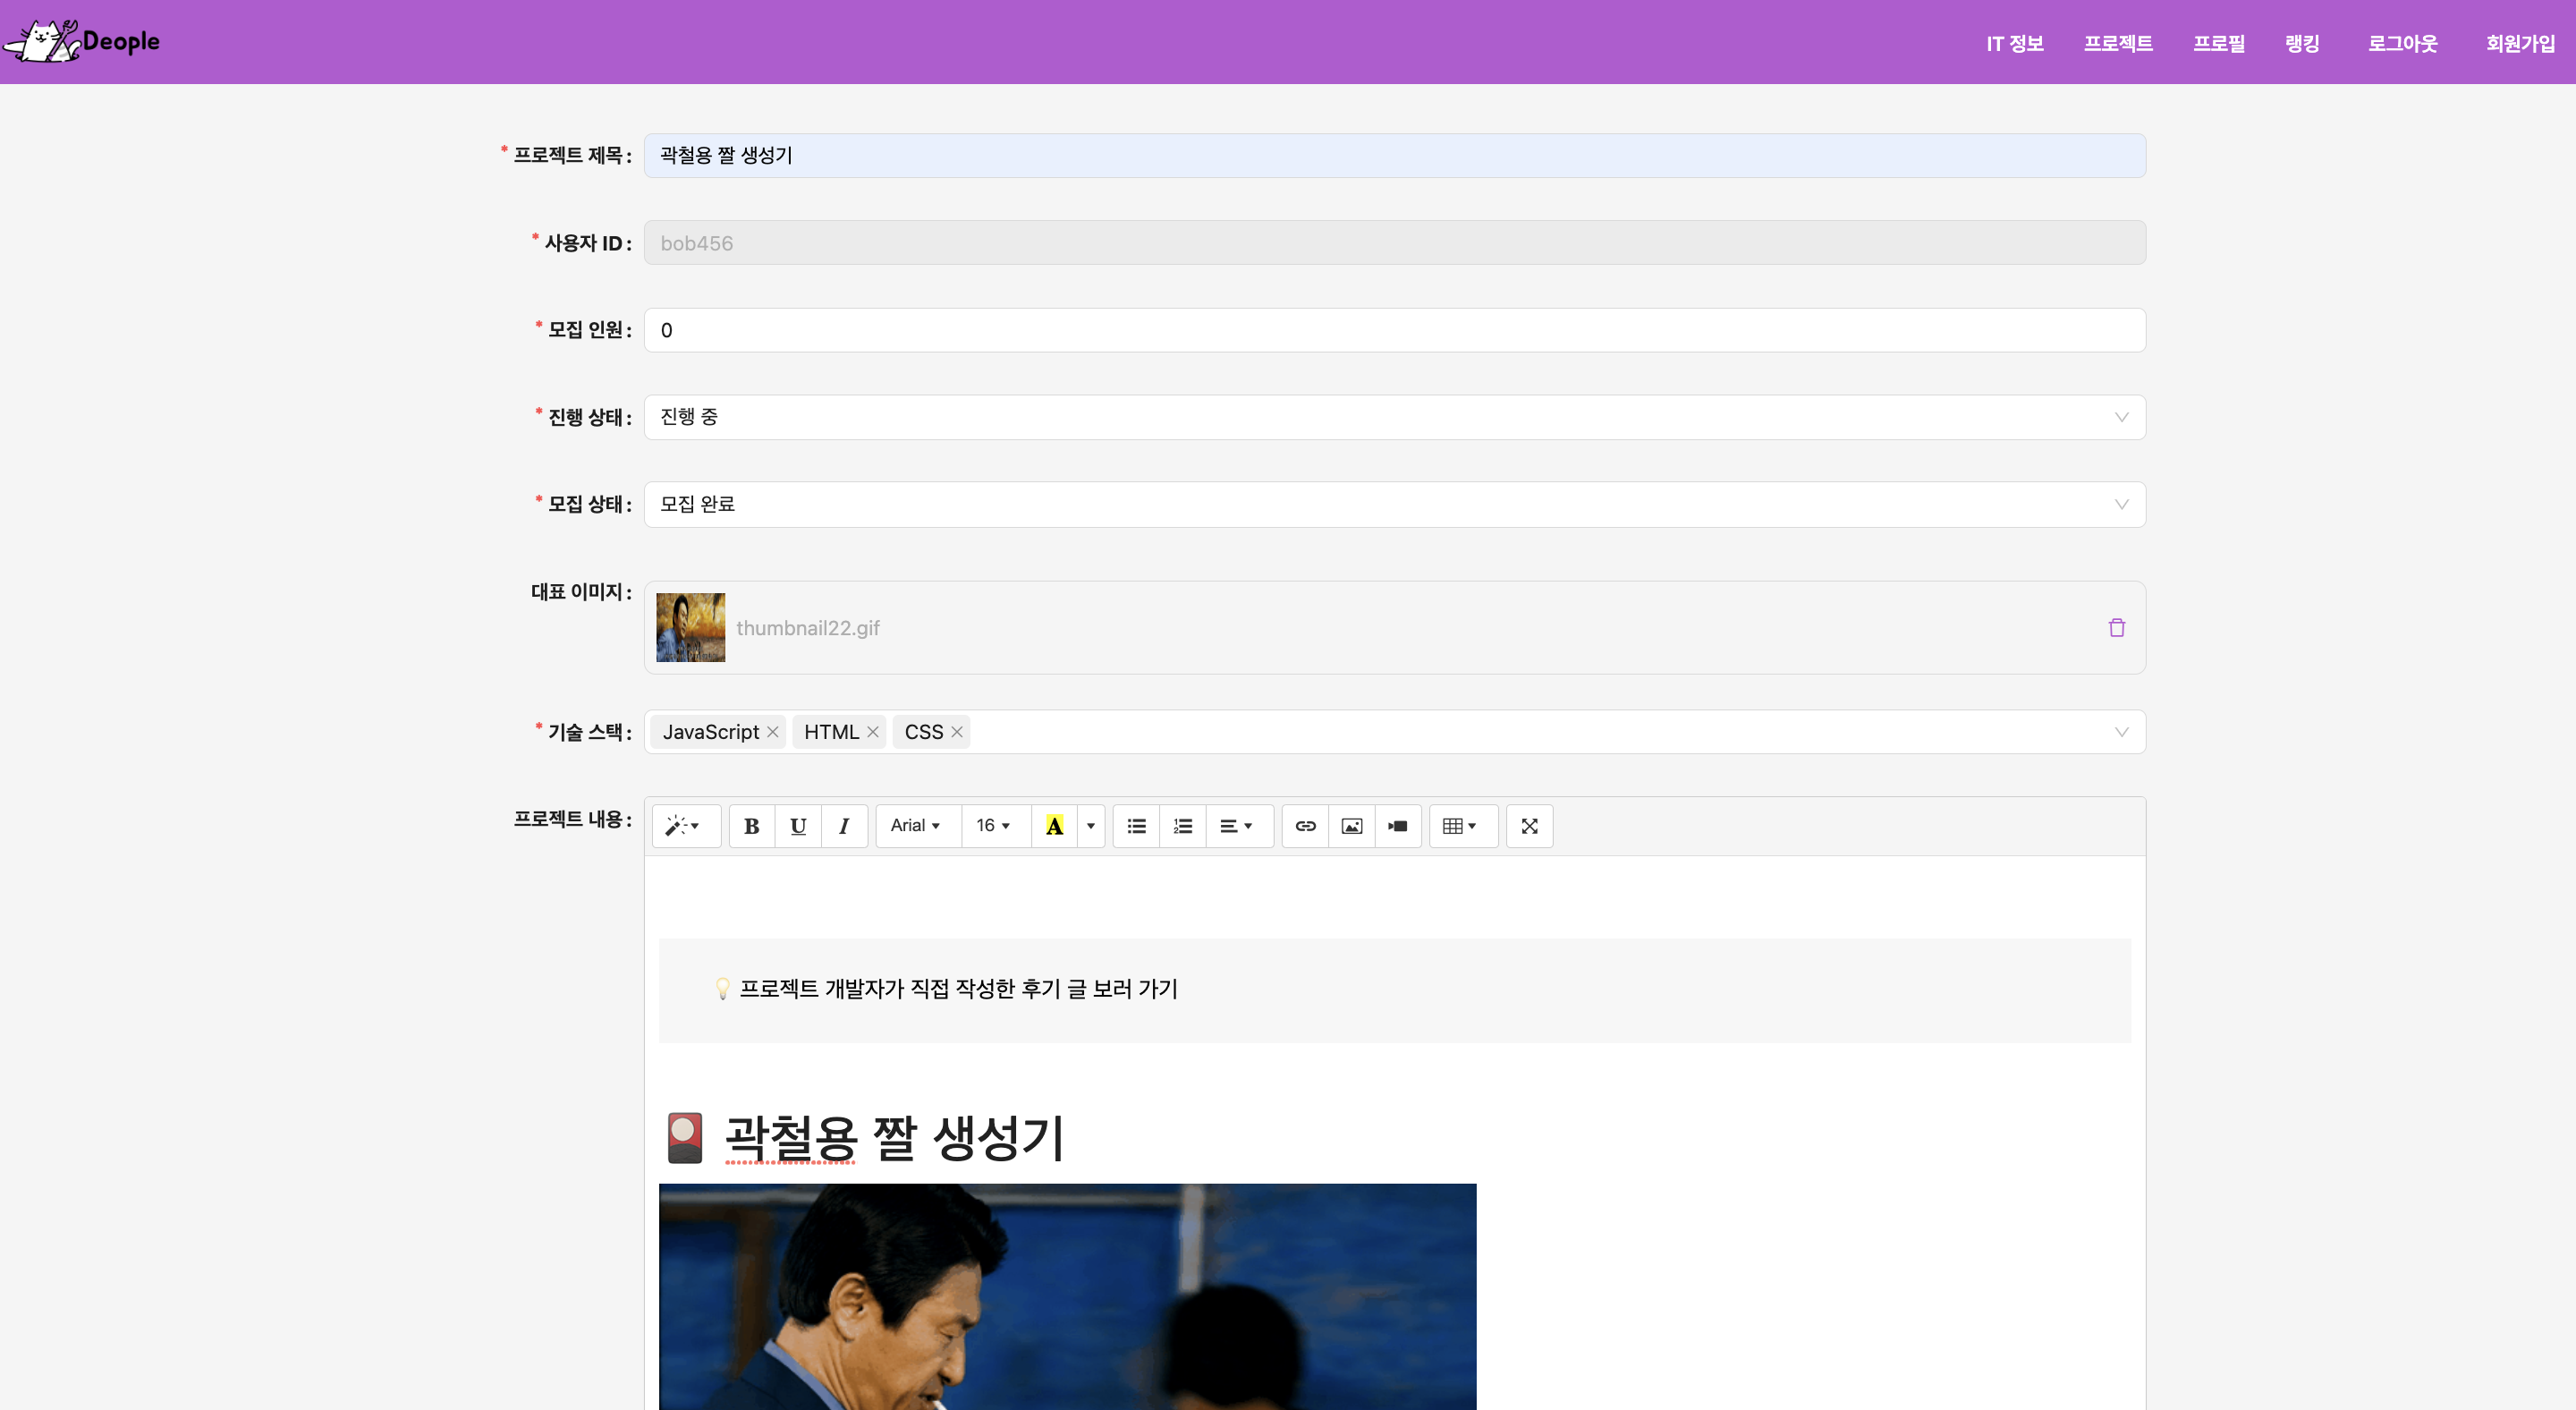 Deople
IT 정보 프로젝트 프로필 랭킹 로그아웃 회원가입
* 프로젝트 제목 : 곽철용 짤 생성기
* 사용자 ID : bob456
* 모집 인원 : 0
* 진행 상태 : 진행 중
* 모집 상태 : 모집 완료
대표 이미지 : thumbnail22.gif
* 기술 스택 : JavaScript HTML CSS
프로젝트 내용 : B U I Arial 16 A
💡 프로젝트 개발자가 직접 작성한 후기 글 보러 가기
🎴 곽철용 짤 생성기